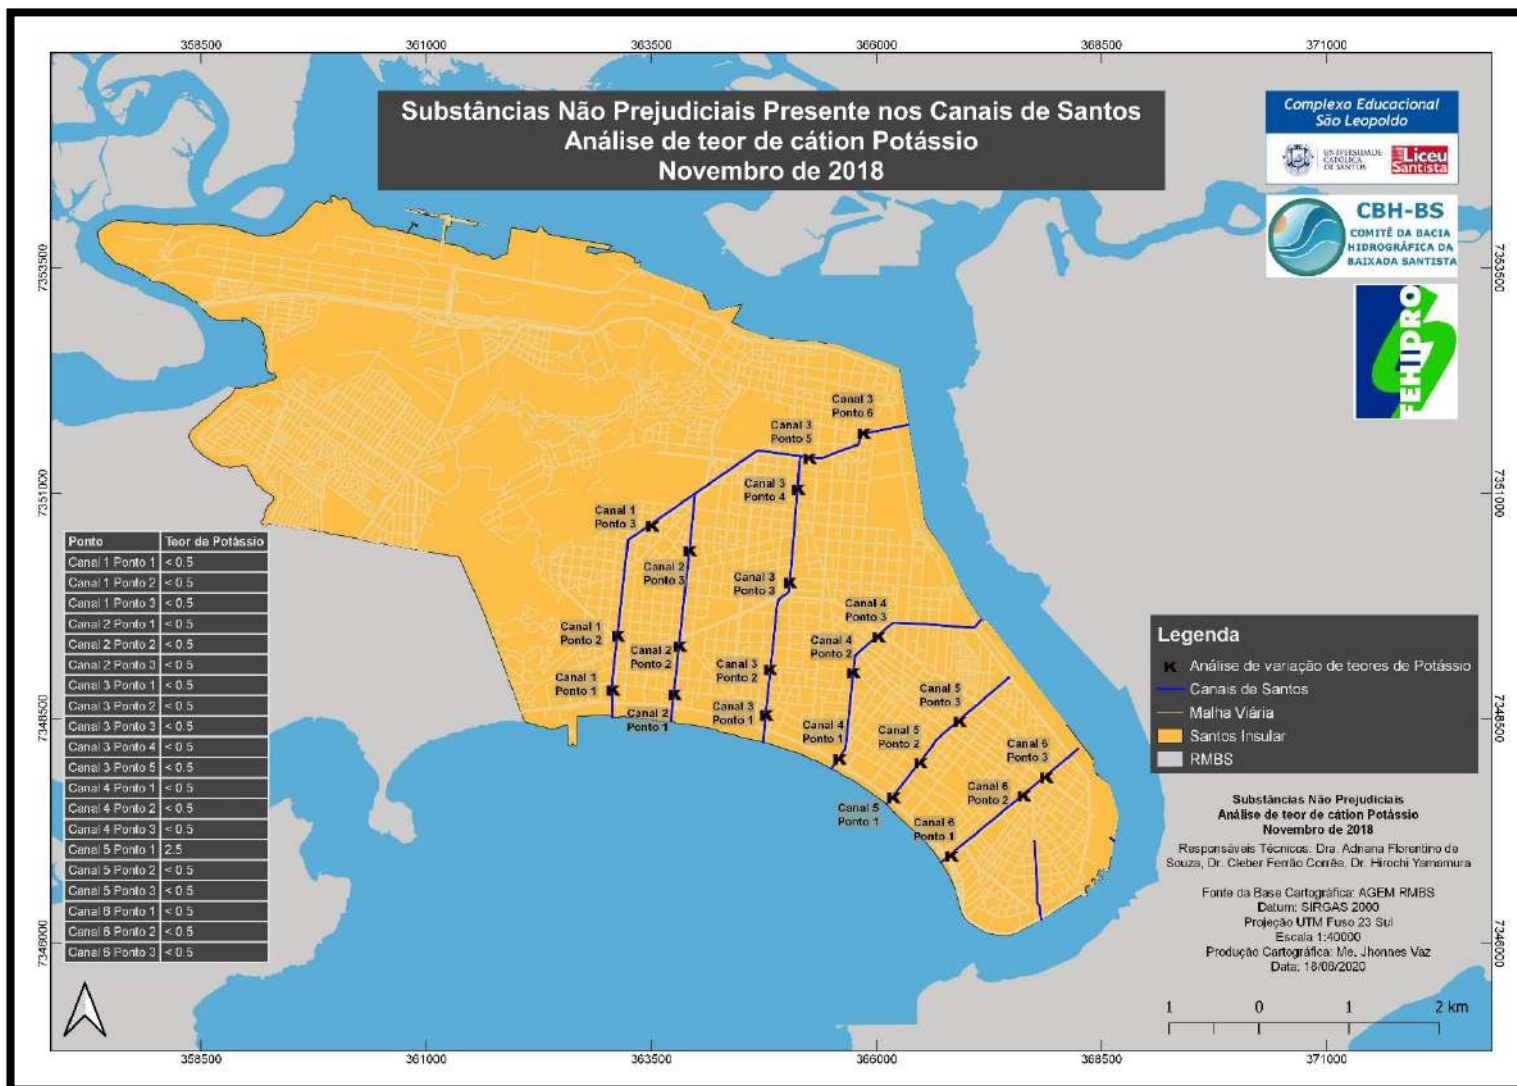 358500
361000
363500
366000
368500
371000
Substâncias Não Prejudiciais Presente nos Canais de Santos
Análise de teor de cátion Potássio
Novembro de 2018
Complexo Educacional
São Leopoldo
UNIVERSIDADE
CATÓLICA
DE SANTOS
Liceu
Santista
CBH-BS
COMITÊ DA BACIA
HIDROGRÁFICA DA
BAIXADA SANTISTA
FEHIDRO
7353500
7353500
7351000
7351000
7348500
7348500
7346000
7346000
Canal 3
Ponto 6
Canal 3
Ponto 5
Canal 3
Ponto 4
Canal 1
Ponto 3
Canal 2
Ponto 3
Canal 3
Ponto 3
Canal 4
Ponto 3
Canal 1
Ponto 2
Canal 2
Ponto 2
Canal 4
Ponto 2
Canal 3
Ponto 2
Canal 1
Ponto 1
Canal 5
Ponto 3
Canal 2
Ponto 1
Canal 3
Ponto 1
Canal 4
Ponto 1
Canal 5
Ponto 2
Canal 6
Ponto 3
Canal 6
Ponto 2
Canal 5
Ponto 1
Canal 6
Ponto 1
Ponto Teor de Potássio
Canal 1 Ponto 1 < 0.5
Canal 1 Ponto 2 < 0.5
Canal 1 Ponto 3 < 0.5
Canal 2 Ponto 1 < 0.5
Canal 2 Ponto 2 < 0.5
Canal 2 Ponto 3 < 0.5
Canal 3 Ponto 1 < 0.5
Canal 3 Ponto 2 < 0.5
Canal 3 Ponto 3 < 0.5
Canal 3 Ponto 4 < 0.5
Canal 3 Ponto 5 < 0.5
Canal 4 Ponto 1 < 0.5
Canal 4 Ponto 2 < 0.5
Canal 4 Ponto 3 < 0.5
Canal 5 Ponto 1 2.5
Canal 5 Ponto 2 < 0.5
Canal 5 Ponto 3 < 0.5
Canal 6 Ponto 1 < 0.5
Canal 6 Ponto 2 < 0.5
Canal 6 Ponto 3 < 0.5
Legenda
K Análise de variação de teores de Potássio
Canais de Santos
Malha Viária
Santos Insular
RMBS
Substâncias Não Prejudiciais
Análise de teor de cátion Potássio
Novembro de 2018
Responsáveis Técnicos: Dra. Adriana Florentino de
Souza, Dr. Cleber Ferrão Corrêa, Dr. Hirochi Yamamura
Fonte da Base Cartográfica: AGEM RMBS
Datum: SIRGAS 2000
Projeção UTM Fuso 23 Sul
Escala 1:40000
Produção Cartográfica: Me. Jhonnes Vaz
Data: 18/06/2020
1 0 1 2 km
358500
361000
363500
366000
368500
371000